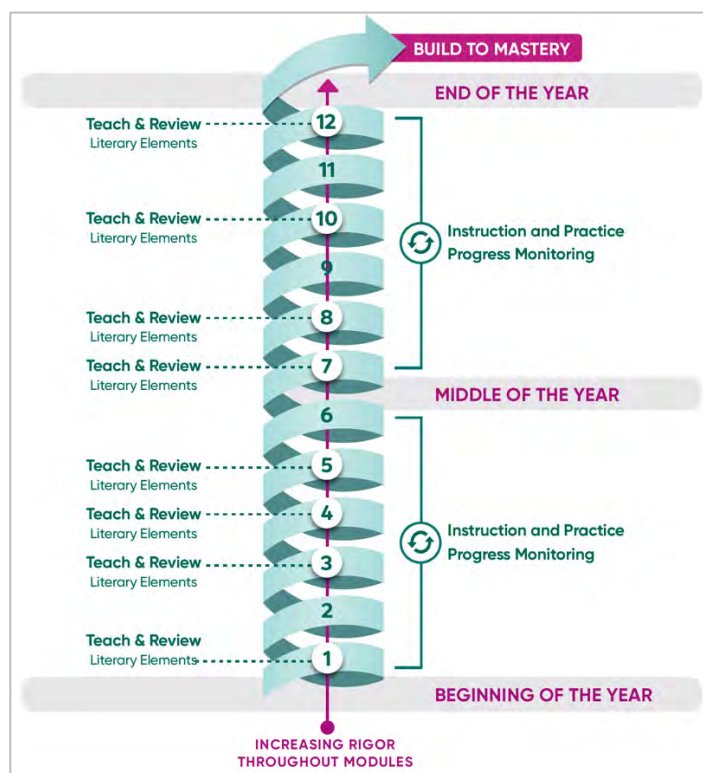 BUILD TO MASTERY
END OF THE YEAR
Teach & Review
Literary Elements
12
11
Teach & Review
Literary Elements
10
Instruction and Practice
Progress Monitoring
9
Teach & Review
Literary Elements
8
Teach & Review
Literary Elements
7
MIDDLE OF THE YEAR
6
Teach & Review
Literary Elements
5
Teach & Review
Literary Elements
4
Instruction and Practice
Progress Monitoring
Teach & Review
Literary Elements
3
2
Teach & Review
Literary Elements
1
BEGINNING OF THE YEAR
INCREASING RIGOR
THROUGHOUT MODULES